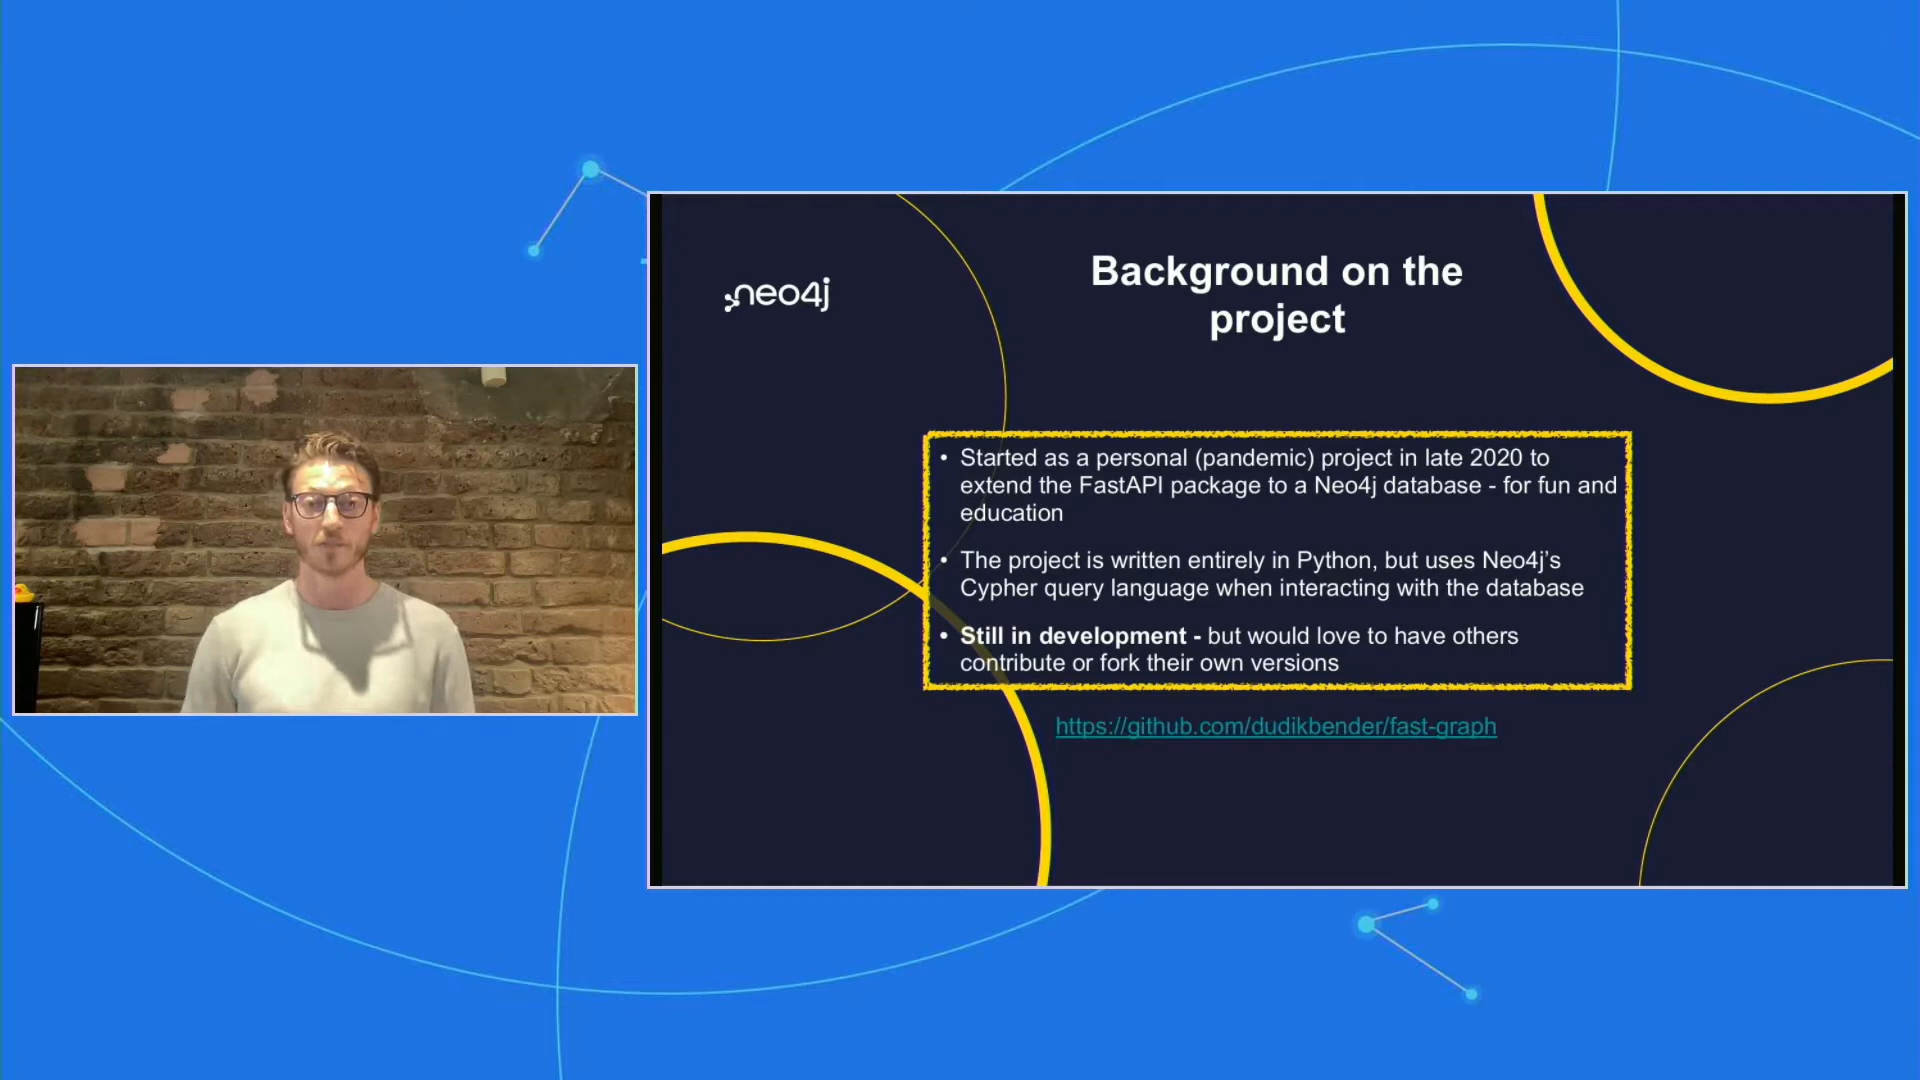 neo4j
Background on the
project
• Started as a personal (pandemic) project in late 2020 to
extend the FastAPI package to a Neo4j database - for fun and
education
• The project is written entirely in Python, but uses Neo4j’s
Cypher query language when interacting with the database
• Still in development - but would love to have others
contribute or fork their own versions
https://github.com/dudikbender/fast-graph